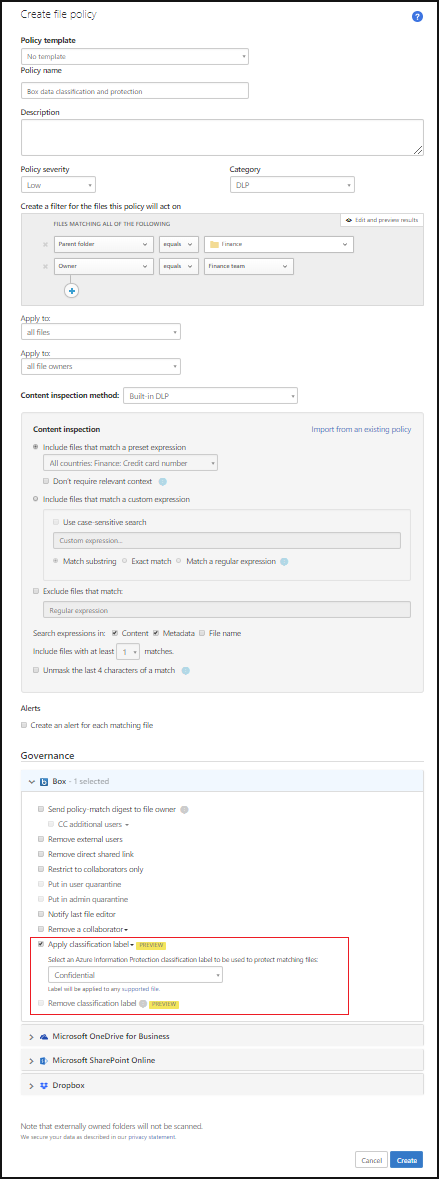 Create file policy
?
Policy template
No template
Policy name
Box data classification and protection
Description
Policy severity Category
Low DLP
Create a filter for the files this policy will act on
FILES MATCHING ALL OF THE FOLLOWING Edit and preview results
Parent folder equals Finance
Owner equals Finance team
Apply to:
all files
Apply to:
all file owners
Content inspection method: Built-in DLP
Content inspection Import from an existing policy
Include files that match a preset expression
All countries: Finance: Credit card number
Don't require relevant context
Include files that match a custom expression
Use case-sensitive search
Custom expression...
Match substring Exact match Match a regular expression
Exclude files that match:
Regular expression
Search expressions in: Content Metadata File name
Include files with at least 1 matches.
Unmask the last 4 characters of a match
Alerts
Create an alert for each matching file
Governance
Box - 1 selected
Send policy-match digest to file owner
CC additional users
Remove external users
Remove direct shared link
Restrict to collaborators only
Put in user quarantine
Put in admin quarantine
Notify last file editor
Remove a collaborator
Apply classification label PREVIEW
Select an Azure Information Protection classification label to be used to protect matching files:
Confidential
Label will be applied to any supported file.
Remove classification label PREVIEW
Microsoft OneDrive for Business
Microsoft SharePoint Online
Dropbox
Note that externally owned folders will not be scanned.
We secure your data as described in our privacy statement.
Cancel Create